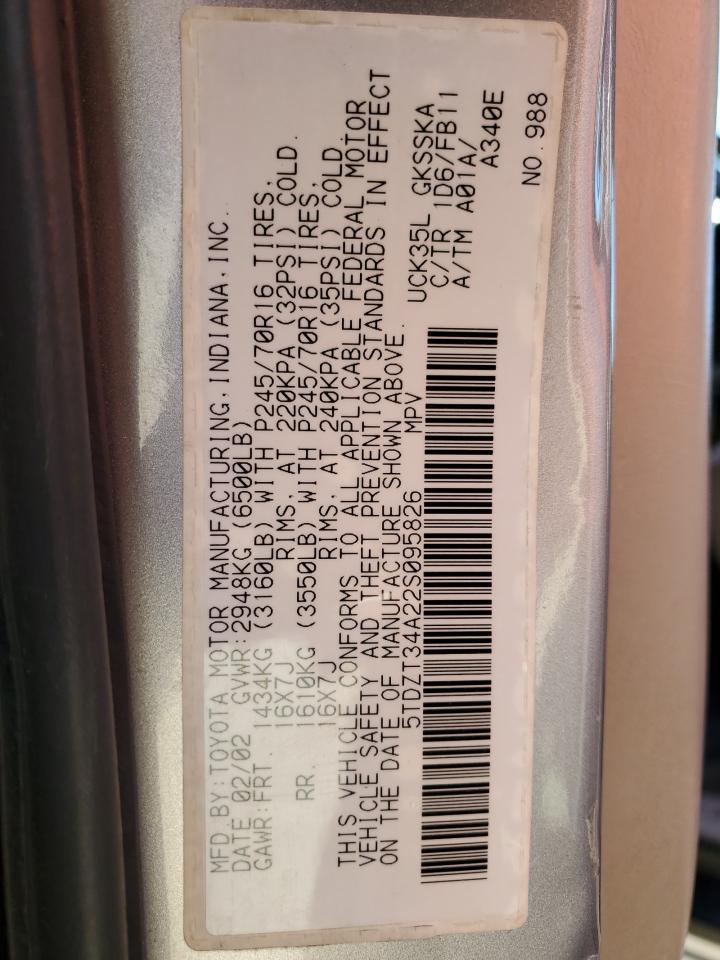 MFD.BY:TOYOTA MOTOR MANUFACTURING,INDIANA,INC.
DATE 02/02 GVWR:2948KG (6500LB)
GAWR:FRT. 1434KG (3160LB) WITH P245/70R16 TIRES,
16X7J RIMS, AT 220KPA (32PSI) COLD.
RR. 1610KG (3550LB) WITH P245/70R16 TIRES,
16X7J RIMS, AT 240KPA (35PSI) COLD.
THIS VEHICLE CONFORMS TO ALL APPLICABLE FEDERAL MOTOR
VEHICLE SAFETY AND THEFT PREVENTION STANDARDS IN EFFECT
ON THE DATE OF MANUFACTURE SHOWN ABOVE.
5TDZT34A22S095826 MPV
UCK35L GKSSKA
C/TR 1D6/FB11
A/TM A01A/
A340E
NO.988